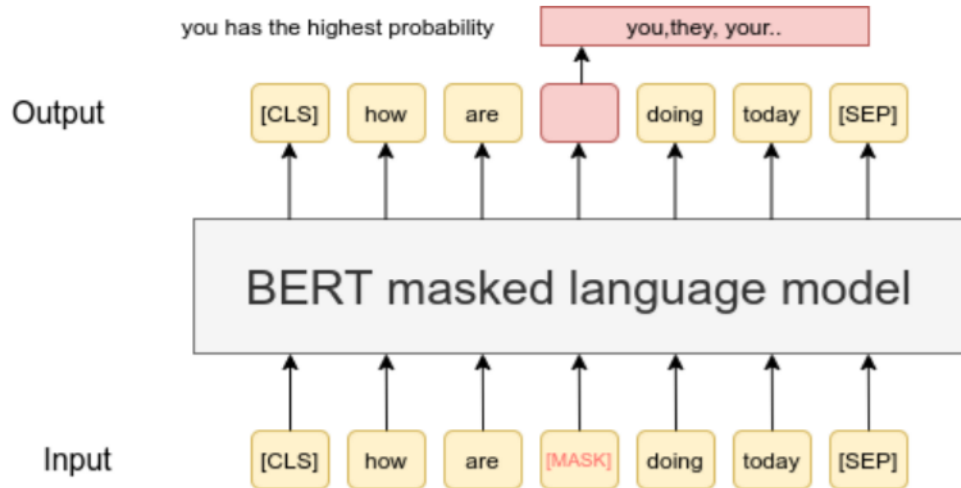 you has the highest probability
you,they, your..
Output
[CLS] how are doing today [SEP]
BERT masked language model
Input
[CLS] how are [MASK] doing today [SEP]